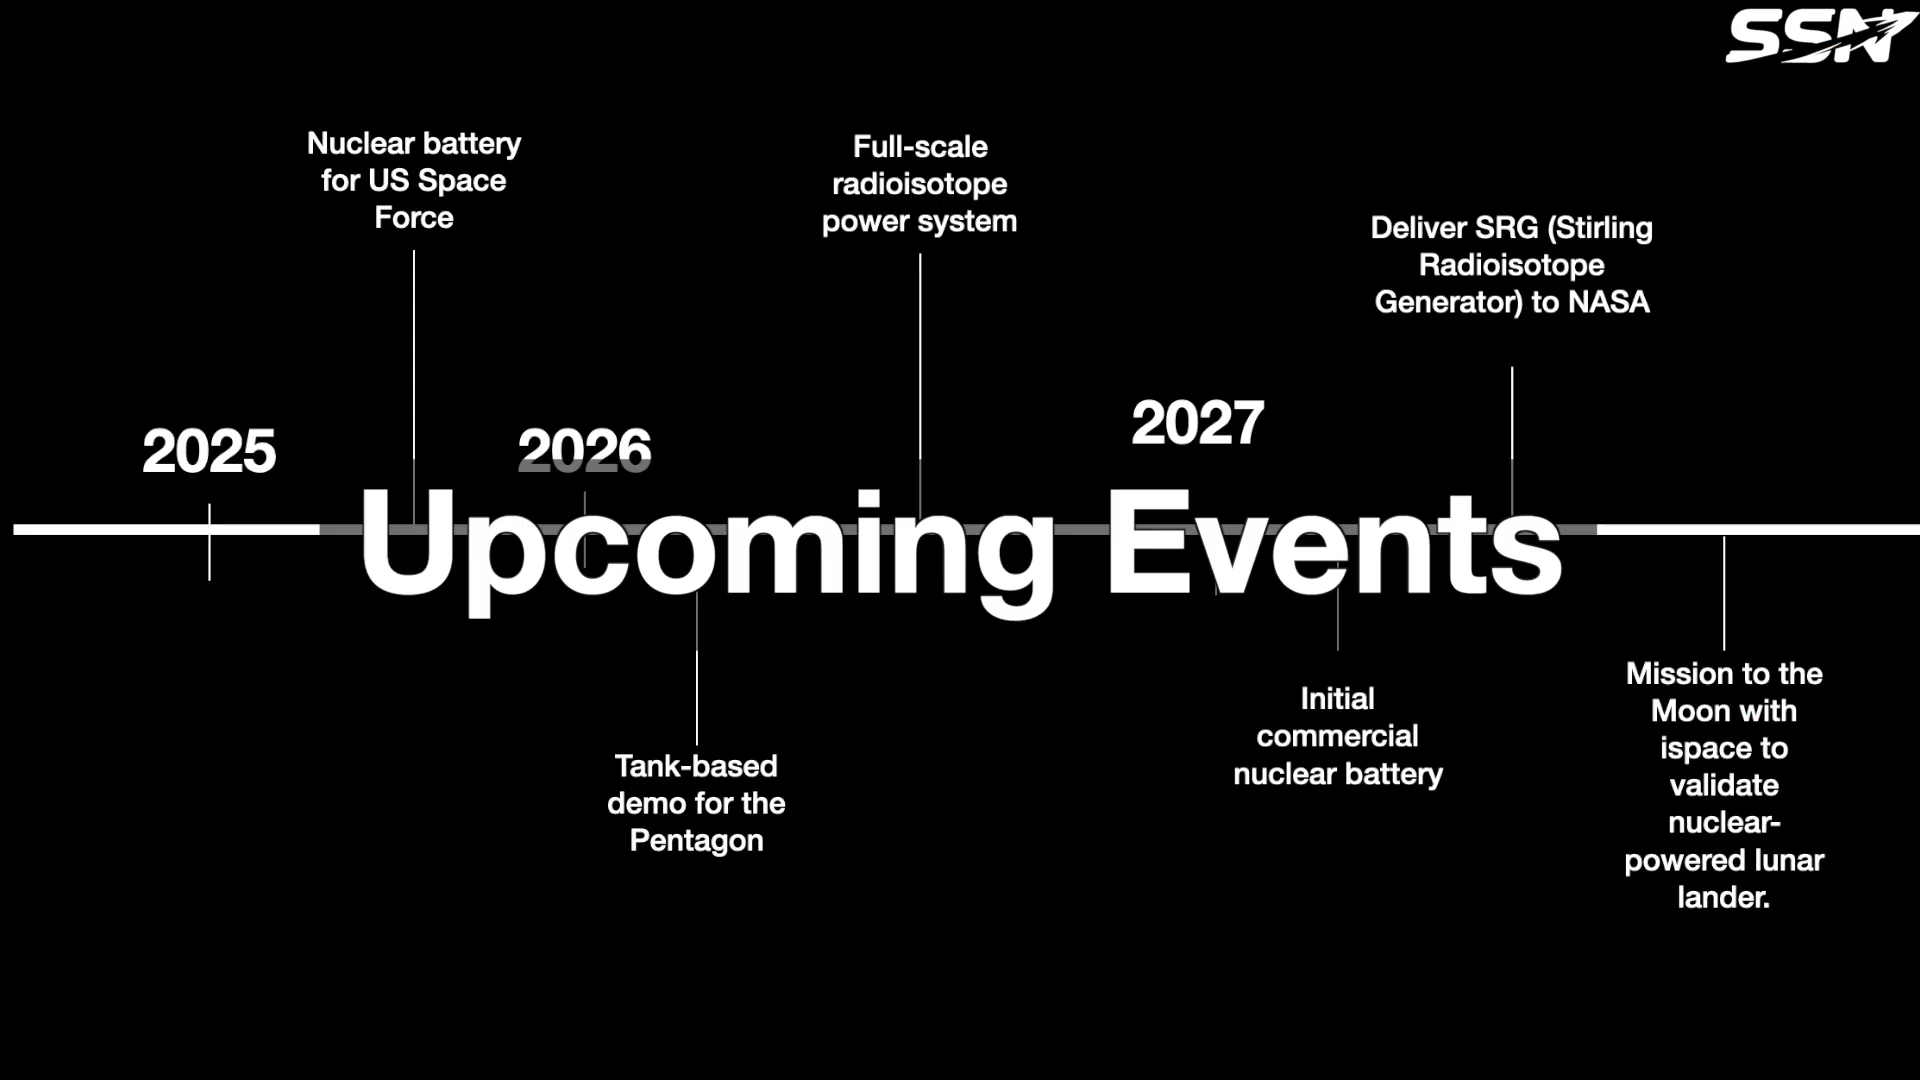 SSN
Nuclear battery
for US Space
Force
Full-scale
radioisotope
power system
Deliver SRG (Stirling
Radioisotope
Generator) to NASA
2025
2026
2027
Upcoming Events
Tank-based
demo for the
Pentagon
Initial
commercial
nuclear battery
Mission to the
Moon with
ispace to
validate
nuclear-
powered lunar
lander.